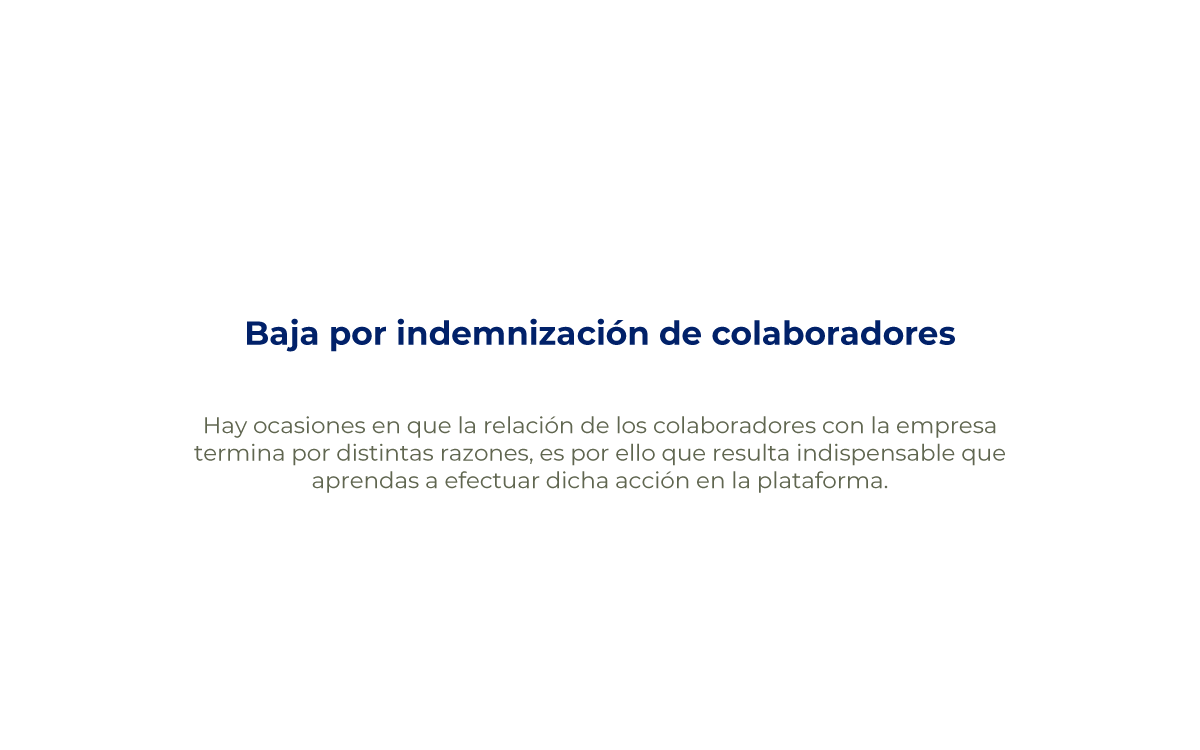 Baja por indemnización de colaboradores
Hay ocasiones en que la relación de los colaboradores con la empresa
termina por distintas razones, es por ello que resulta indispensable que
aprendas a efectuar dicha acción en la plataforma.